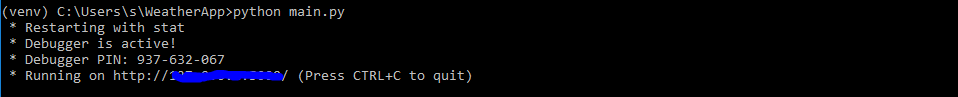 (venv) C:\Users\s\WeatherApp>python main.py
* Restarting with stat
* Debugger is active!
* Debugger PIN: 937-632-067
* Running on http:// / (Press CTRL+C to quit)